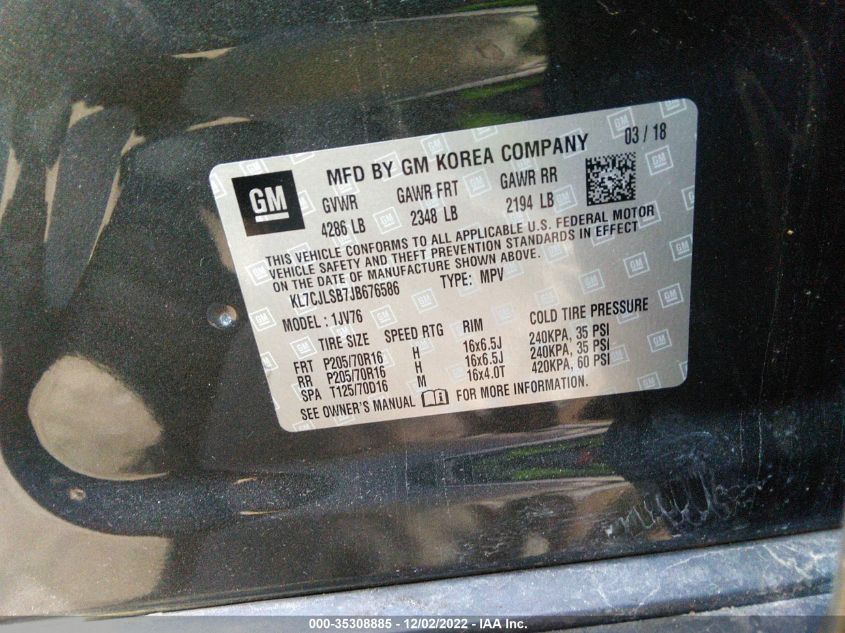 MFD BY GM KOREA COMPANY 03 / 18
GM
GVWR GAWR FRT GAWR RR
4286 LB 2348 LB 2194 LB
THIS VEHICLE CONFORMS TO ALL APPLICABLE U.S. FEDERAL MOTOR
VEHICLE SAFETY AND THEFT PREVENTION STANDARDS IN EFFECT
ON THE DATE OF MANUFACTURE SHOWN ABOVE.
KL7CJLSB7JB676586 TYPE: MPV
MODEL : 1JV76
TIRE SIZE SPEED RTG RIM COLD TIRE PRESSURE
FRT P205/70R16 H 16x6.5J 240KPA, 35 PSI
RR P205/70R16 H 16x6.5J 240KPA, 35 PSI
SPA T125/70D16 M 16x4.0T 420KPA, 60 PSI
SEE OWNER'S MANUAL FOR MORE INFORMATION.
000-35308885 - 12/02/2022 - IAA Inc.